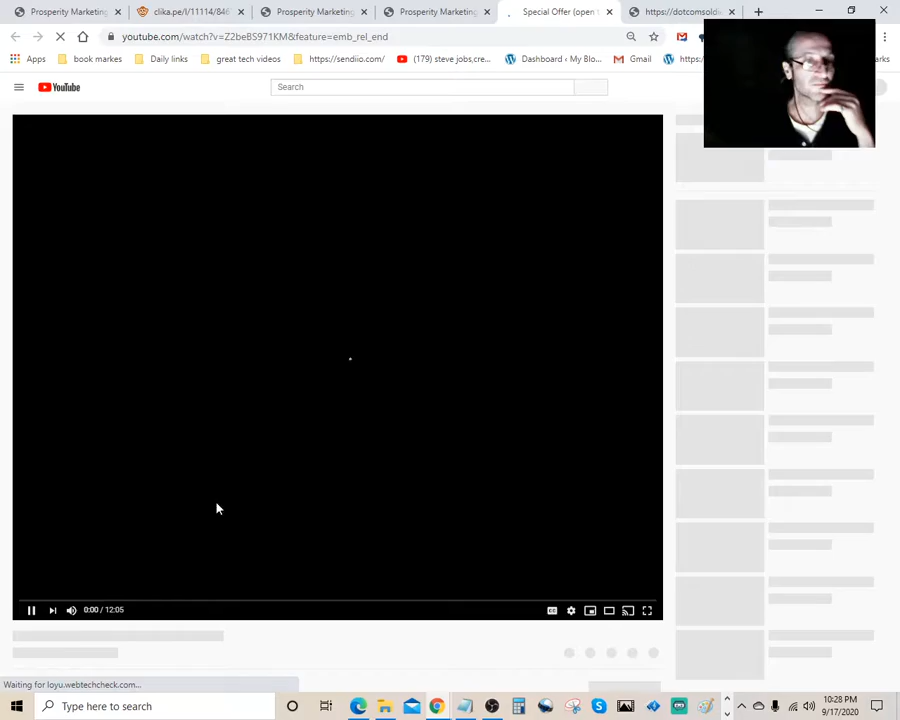 Prosperity Marketing
clika.pe/l/11114/846
Prosperity Marketing
Prosperity Marketing
Special Offer (open t
https://dotcomsoldi
youtube.com/watch?v=Z2beBS971KM&feature=emb_rel_end
Apps
book markes
Daily links
great tech videos
https://sendiio.com/
(179) steve jobs,cre...
Dashboard ‹ My Blo...
Gmail
YouTube
Search
0:00 / 12:05
Waiting for loyu.webtechcheck.com...
Type here to search
10:28 PM
9/17/2020